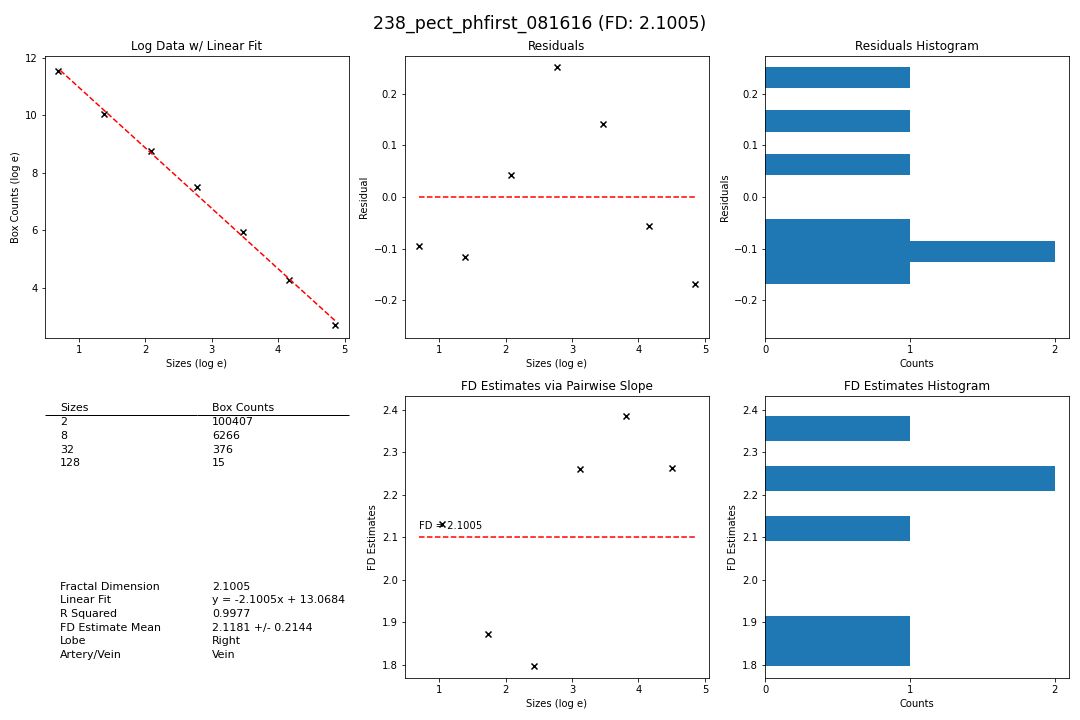 238_pect_phfirst_081616 (FD: 2.1005)
Log Data w/ Linear Fit
Box Counts (log e)
12
10
8
6
4
1 2 3 4 5
Sizes (log e)
Residuals
Residual
0.2
0.1
0.0
−0.1
−0.2
1 2 3 4 5
Sizes (log e)
Residuals Histogram
Residuals
0.2
0.1
0.0
−0.1
−0.2
0 1 2
Counts
Sizes Box Counts
2 100407
8 6266
32 376
128 15
Fractal Dimension 2.1005
Linear Fit y = -2.1005x + 13.0684
R Squared 0.9977
FD Estimate Mean 2.1181 +/- 0.2144
Lobe Right
Artery/Vein Vein
FD Estimates via Pairwise Slope
FD Estimates
2.4
2.3
2.2
2.1
2.0
1.9
1.8
FD = 2.1005
1 2 3 4 5
Sizes (log e)
FD Estimates Histogram
FD Estimates
2.4
2.3
2.2
2.1
2.0
1.9
1.8
0 1 2
Counts